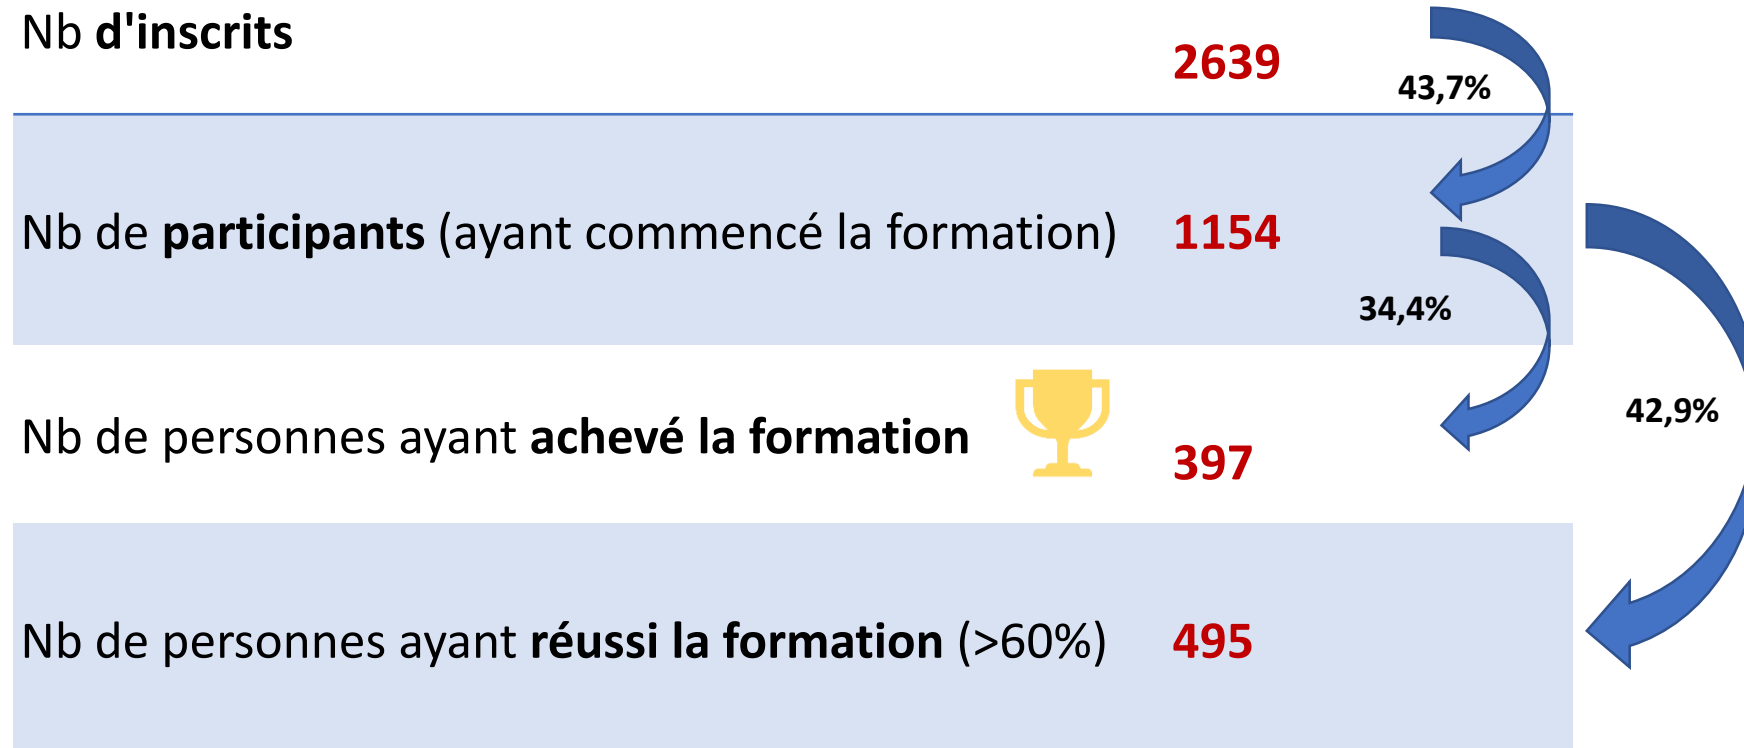 Nb d'inscrits
2639
43,7%
Nb de participants (ayant commencé la formation)
1154
34,4%
Nb de personnes ayant achevé la formation
397
42,9%
Nb de personnes ayant réussi la formation (>60%)
495